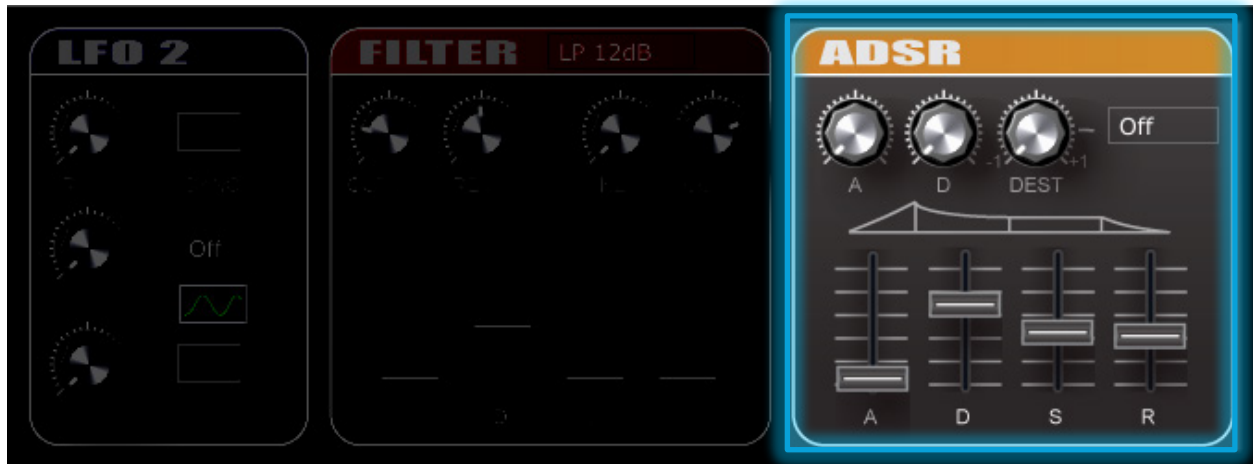 LFO 2
Off
FILTER
LP 12dB
D
ADSR
A
D
-1
DEST
+1
Off
A
D
S
R